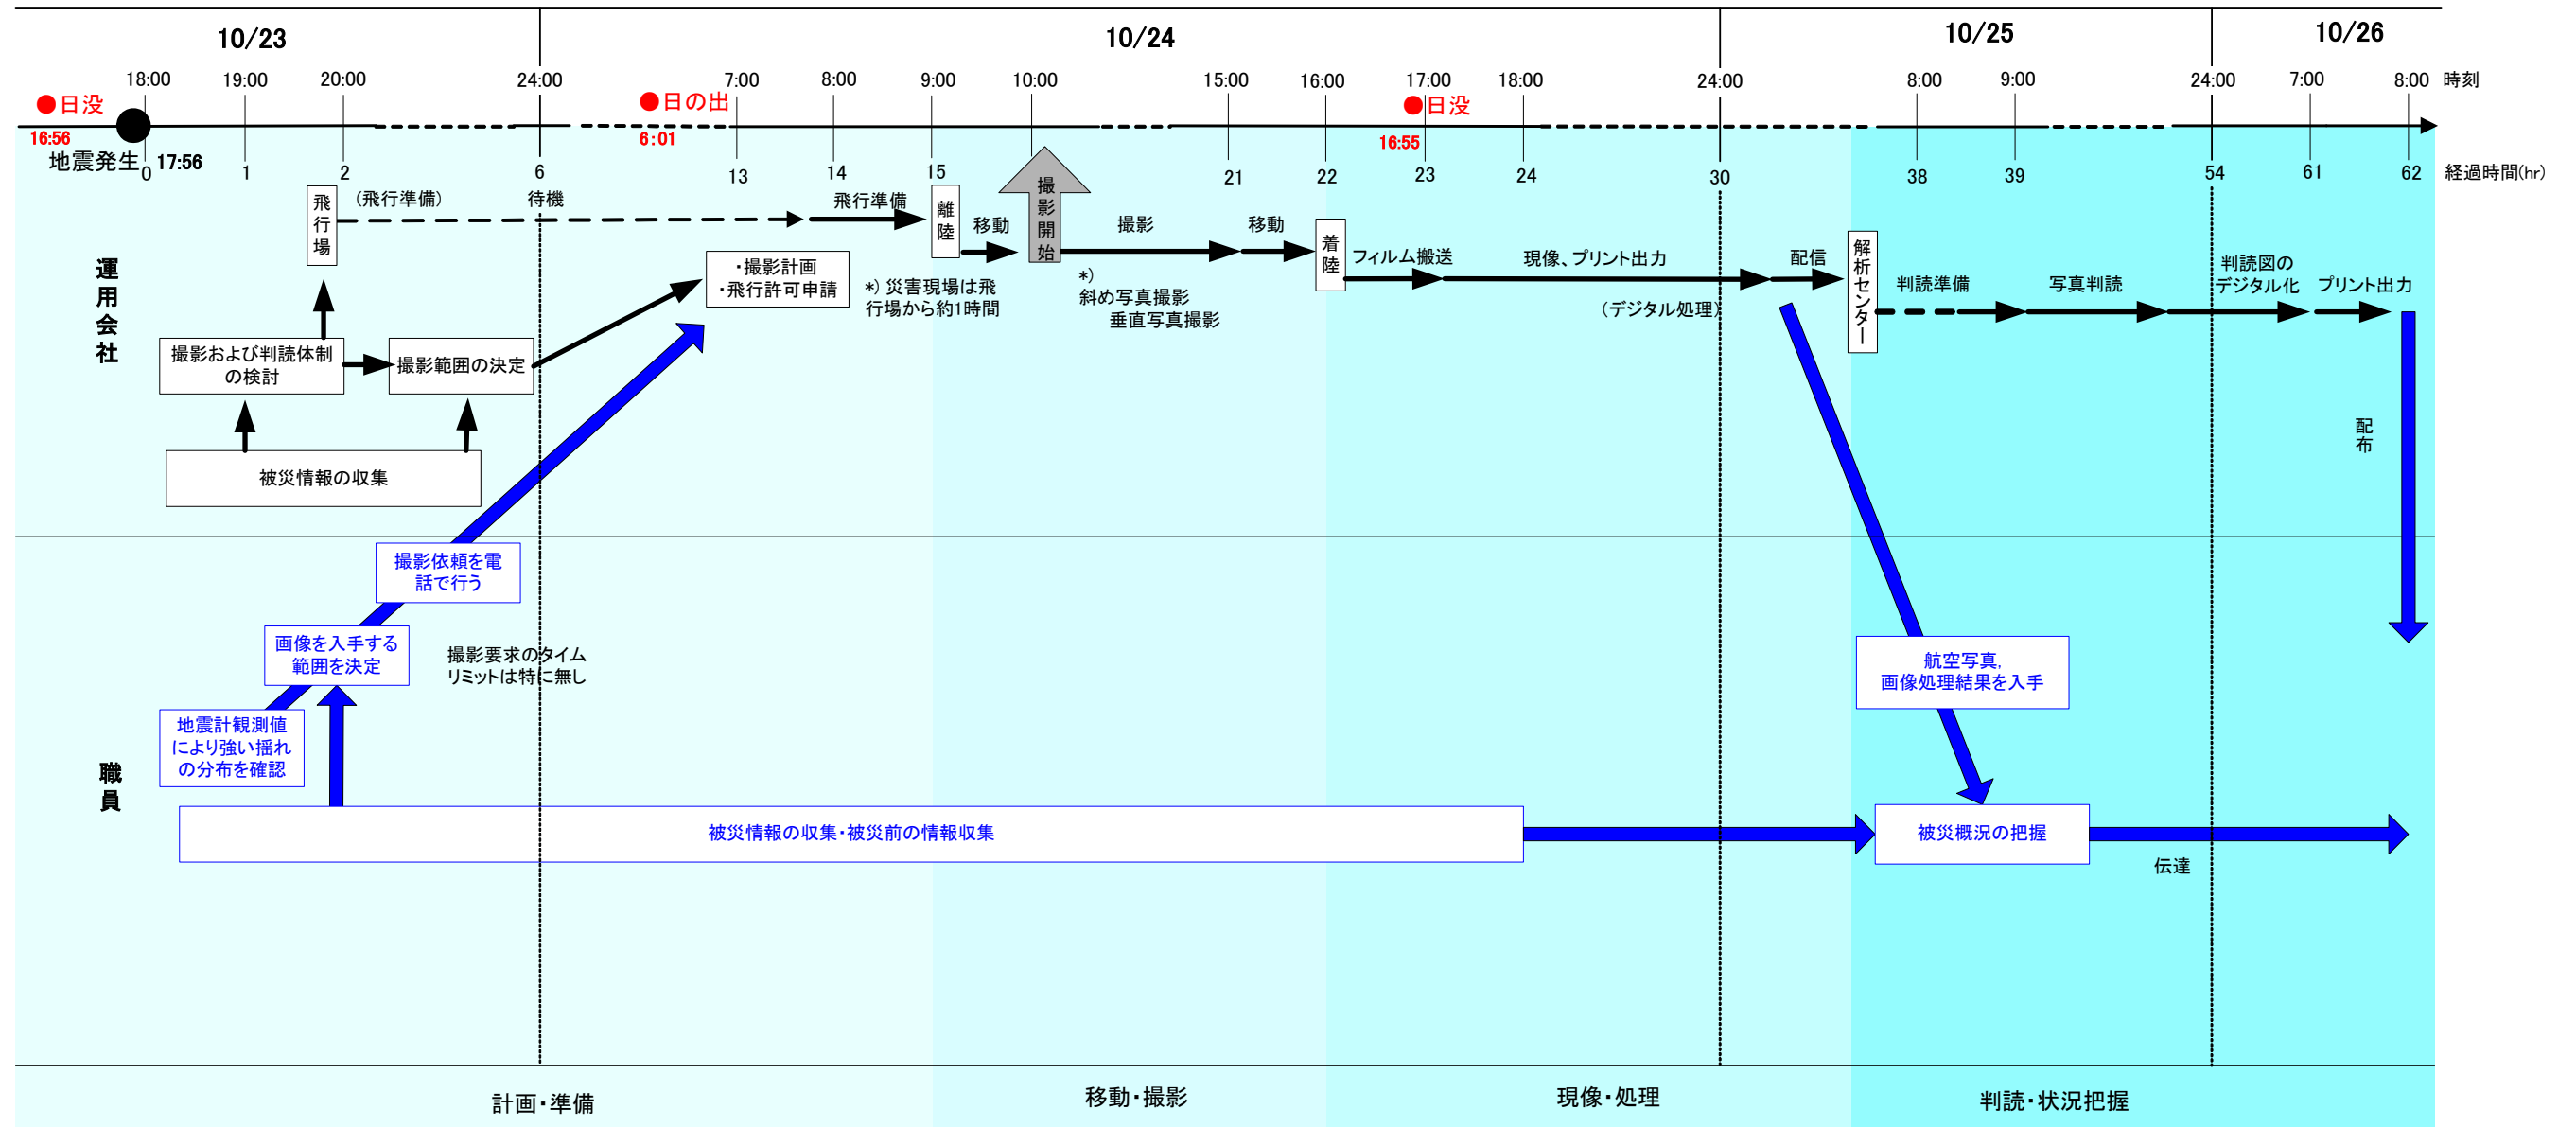 10/23
10/24
10/25
10/26
18:00
19:00
20:00
24:00
7:00
8:00
9:00
10:00
15:00
16:00
17:00
18:00
24:00
8:00
9:00
24:00
7:00
8:00
時刻
●日没
16:56
●日の出
6:01
●日没
16:55
地震発生
17:56
0
1
2
6
13
14
15
21
22
23
24
30
38
39
54
61
62
経過時間(hr)
運用会社
飛行場
(飛行準備)
待機
飛行準備
離陸
移動
撮影開始
撮影
移動
着陸
フィルム搬送
現像、プリント出力
(デジタル処理)
配信
解析センター
判読準備
写真判読
判読図の
デジタル化
プリント出力
・撮影計画
・飛行許可申請
*) 災害現場は飛
行場から約1時間
*)
斜め写真撮影
垂直写真撮影
撮影および判読体制
の検討
撮影範囲の決定
被災情報の収集
配布
職員
撮影依頼を電
話で行う
画像を入手する
範囲を決定
撮影要求のタイム
リミットは特に無し
地震計観測値
により強い揺れ
の分布を確認
航空写真,
画像処理結果を入手
被災情報の収集・被災前の情報収集
被災概況の把握
伝達
計画・準備
移動・撮影
現像・処理
判読・状況把握